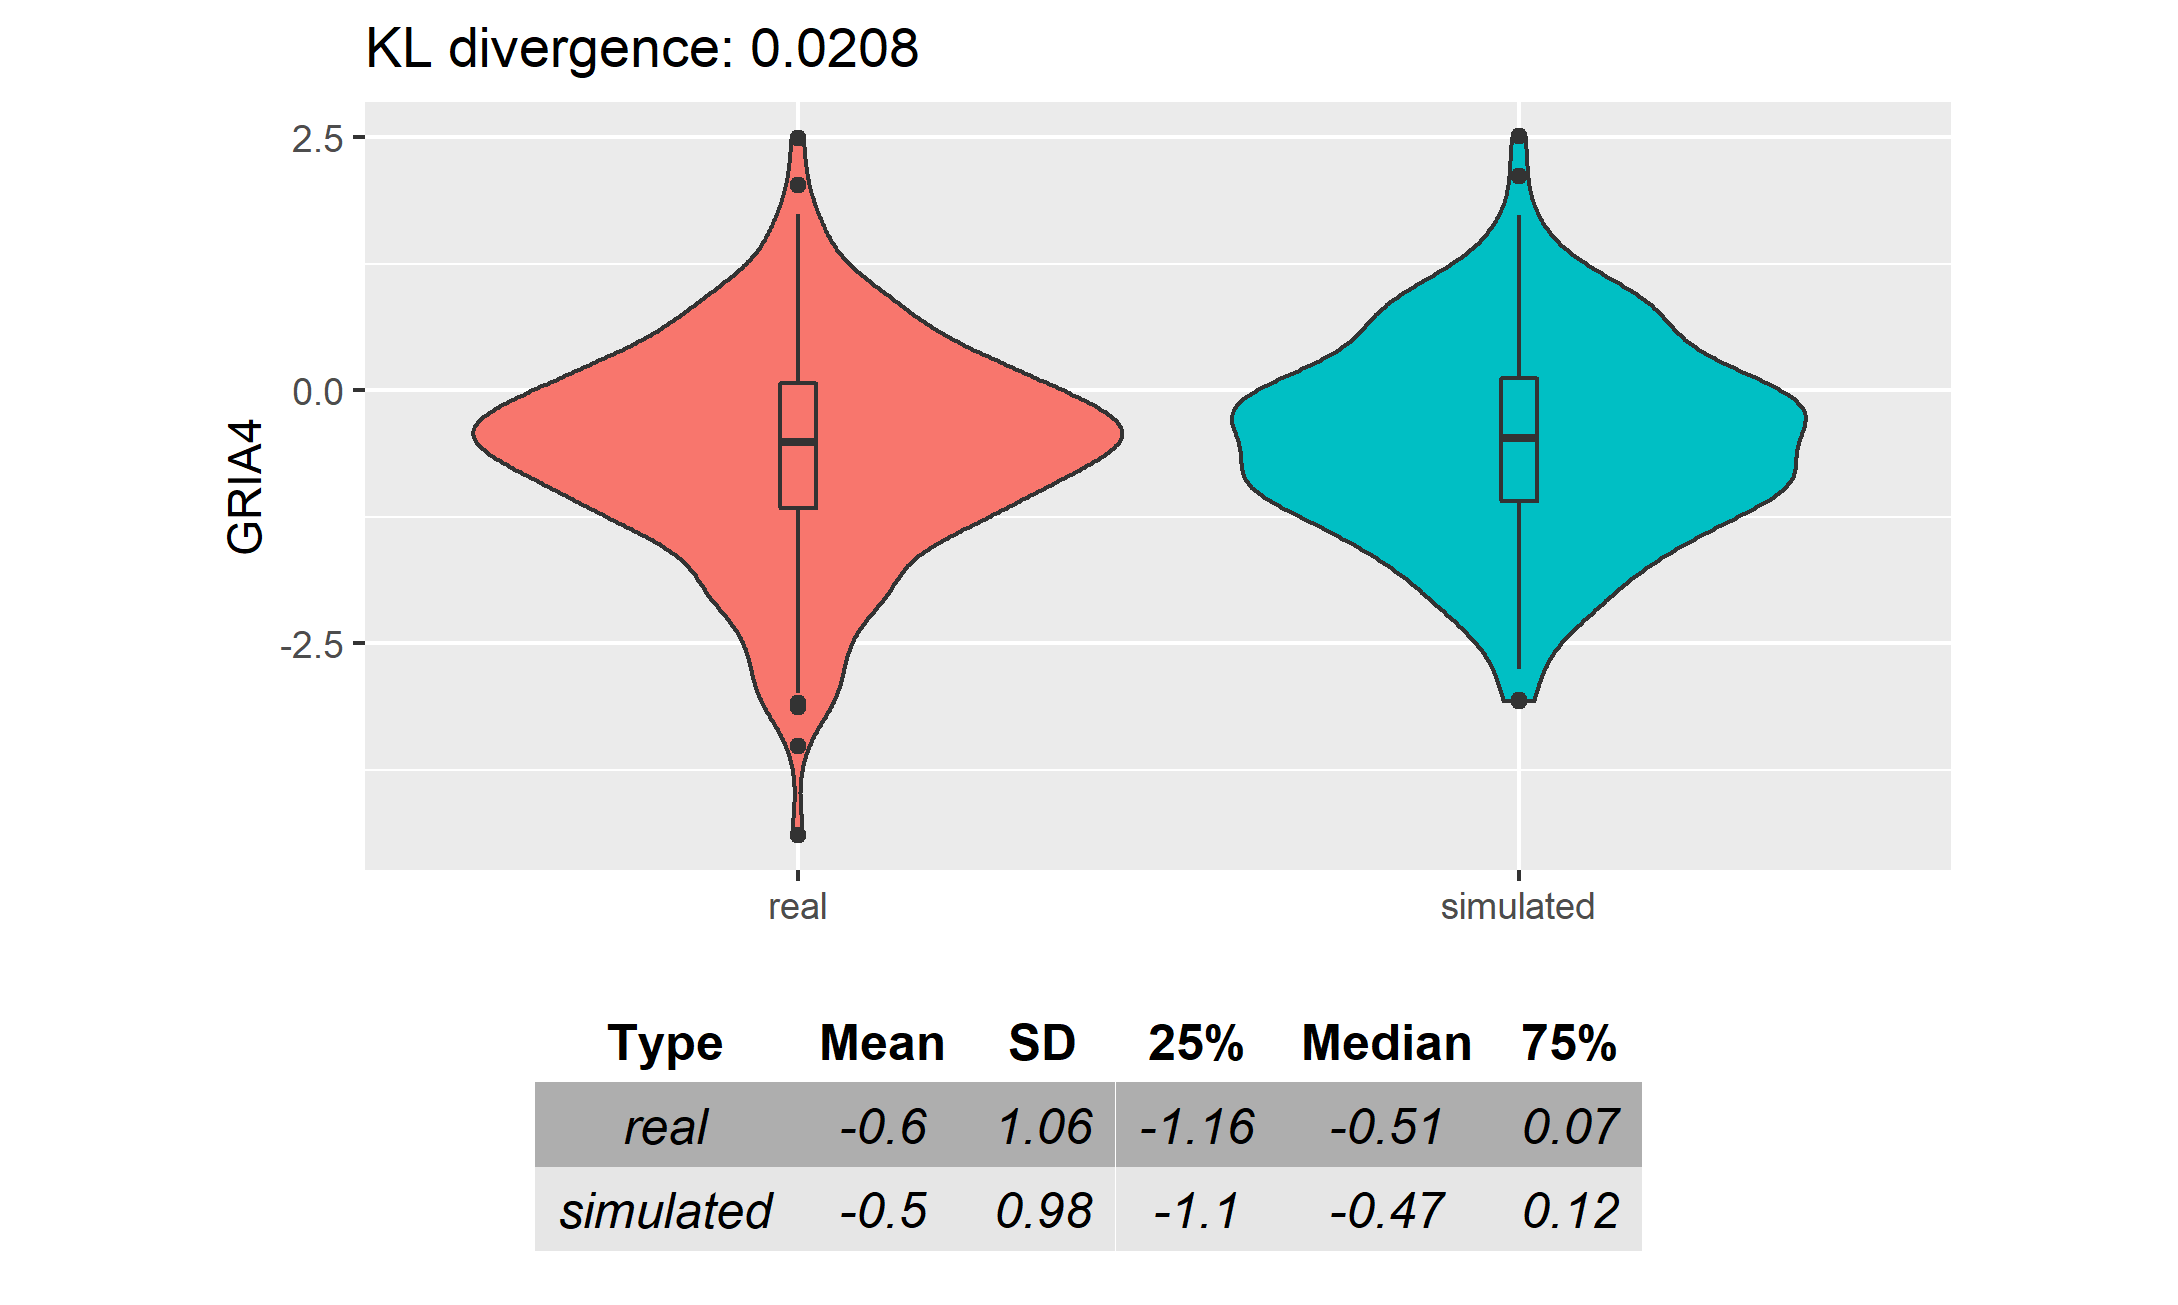 KL divergence: 0.0208
2.5
0.0
-2.5
GRIA4
real simulated
Type Mean SD 25% Median 75%
real -0.6 1.06 -1.16 -0.51 0.07
simulated -0.5 0.98 -1.1 -0.47 0.12